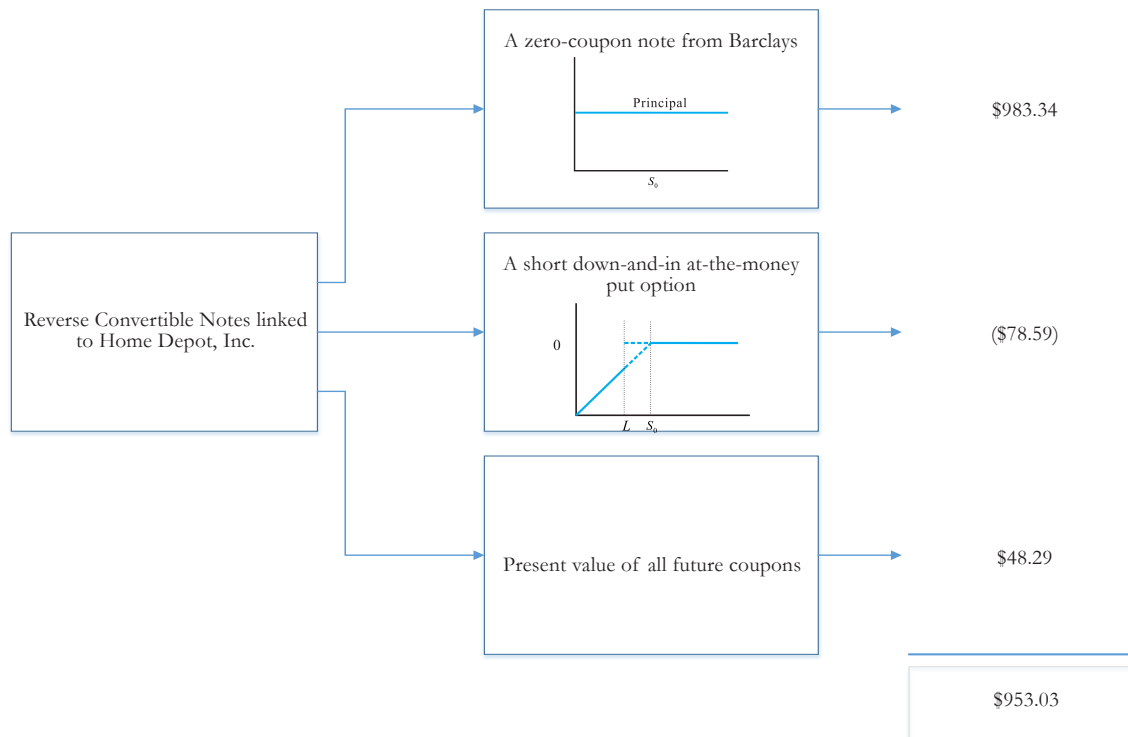 A zero-coupon note from Barclays
Principal
S₀
$983.34
Reverse Convertible Notes linked
to Home Depot, Inc.
A short down-and-in at-the-money
put option
0
L S₀
($78.59)
Present value of all future coupons
$48.29
$953.03